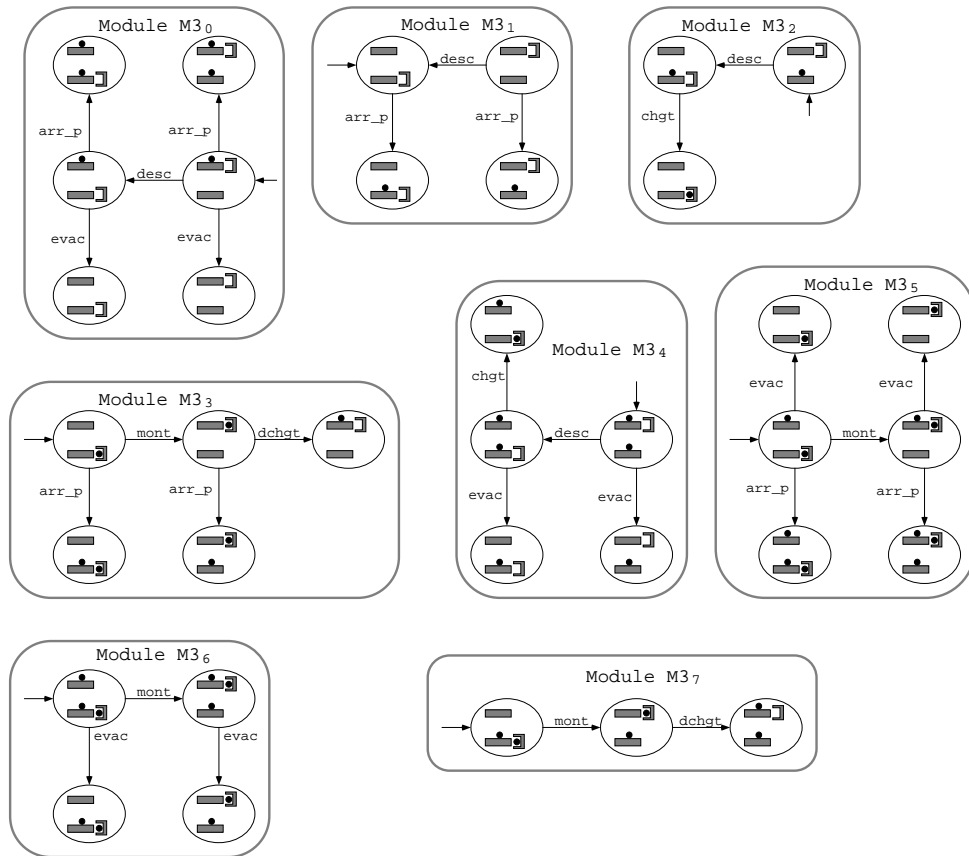 Module M3₀
arr_p
arr_p
desc
evac
evac
Module M3₁
desc
arr_p
arr_p
Module M3₂
desc
chgt
Module M3₃
mont
dchgt
arr_p
arr_p
Module M3₄
chgt
desc
evac
evac
Module M3₅
evac
evac
mont
arr_p
arr_p
Module M3₆
mont
evac
evac
Module M3₇
mont
dchgt